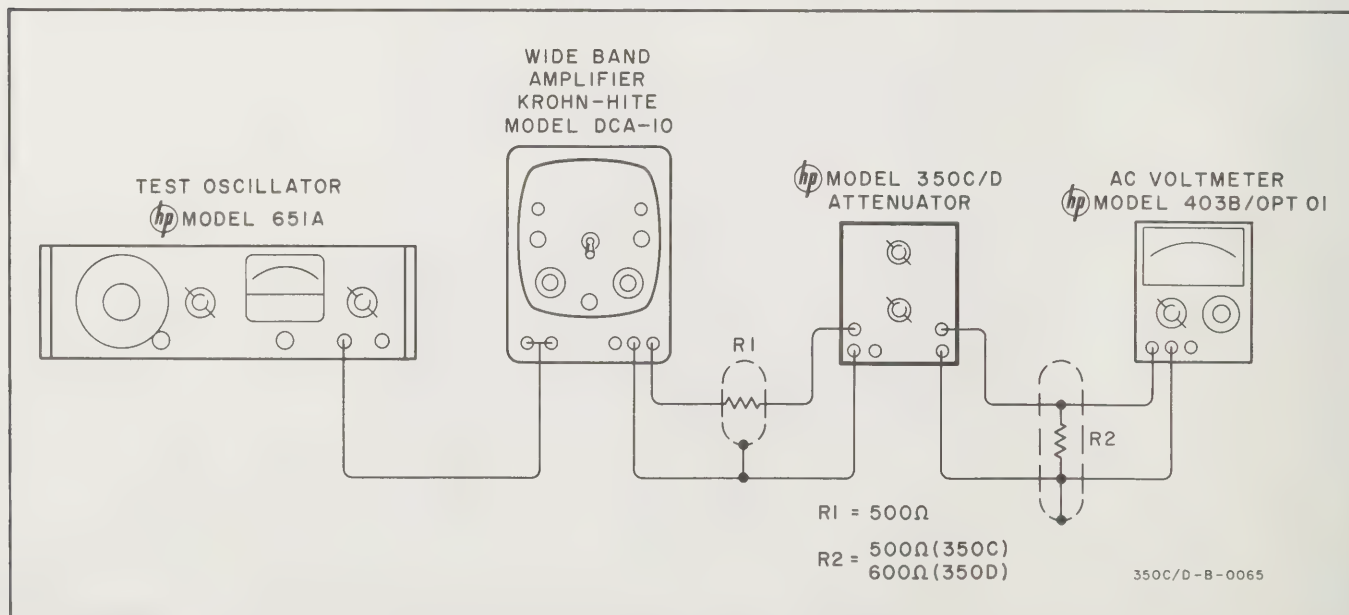 WIDE BAND
AMPLIFIER
KROHN-HITE
MODEL DCA-10
TEST OSCILLATOR
hp MODEL 651A
hp MODEL 350C/D
ATTENUATOR
AC VOLTMETER
hp MODEL 403B/OPT 01
R1
R2
R1 = 500Ω
R2 = 500Ω(350C)
600Ω(350D)
350C/D-B-0065